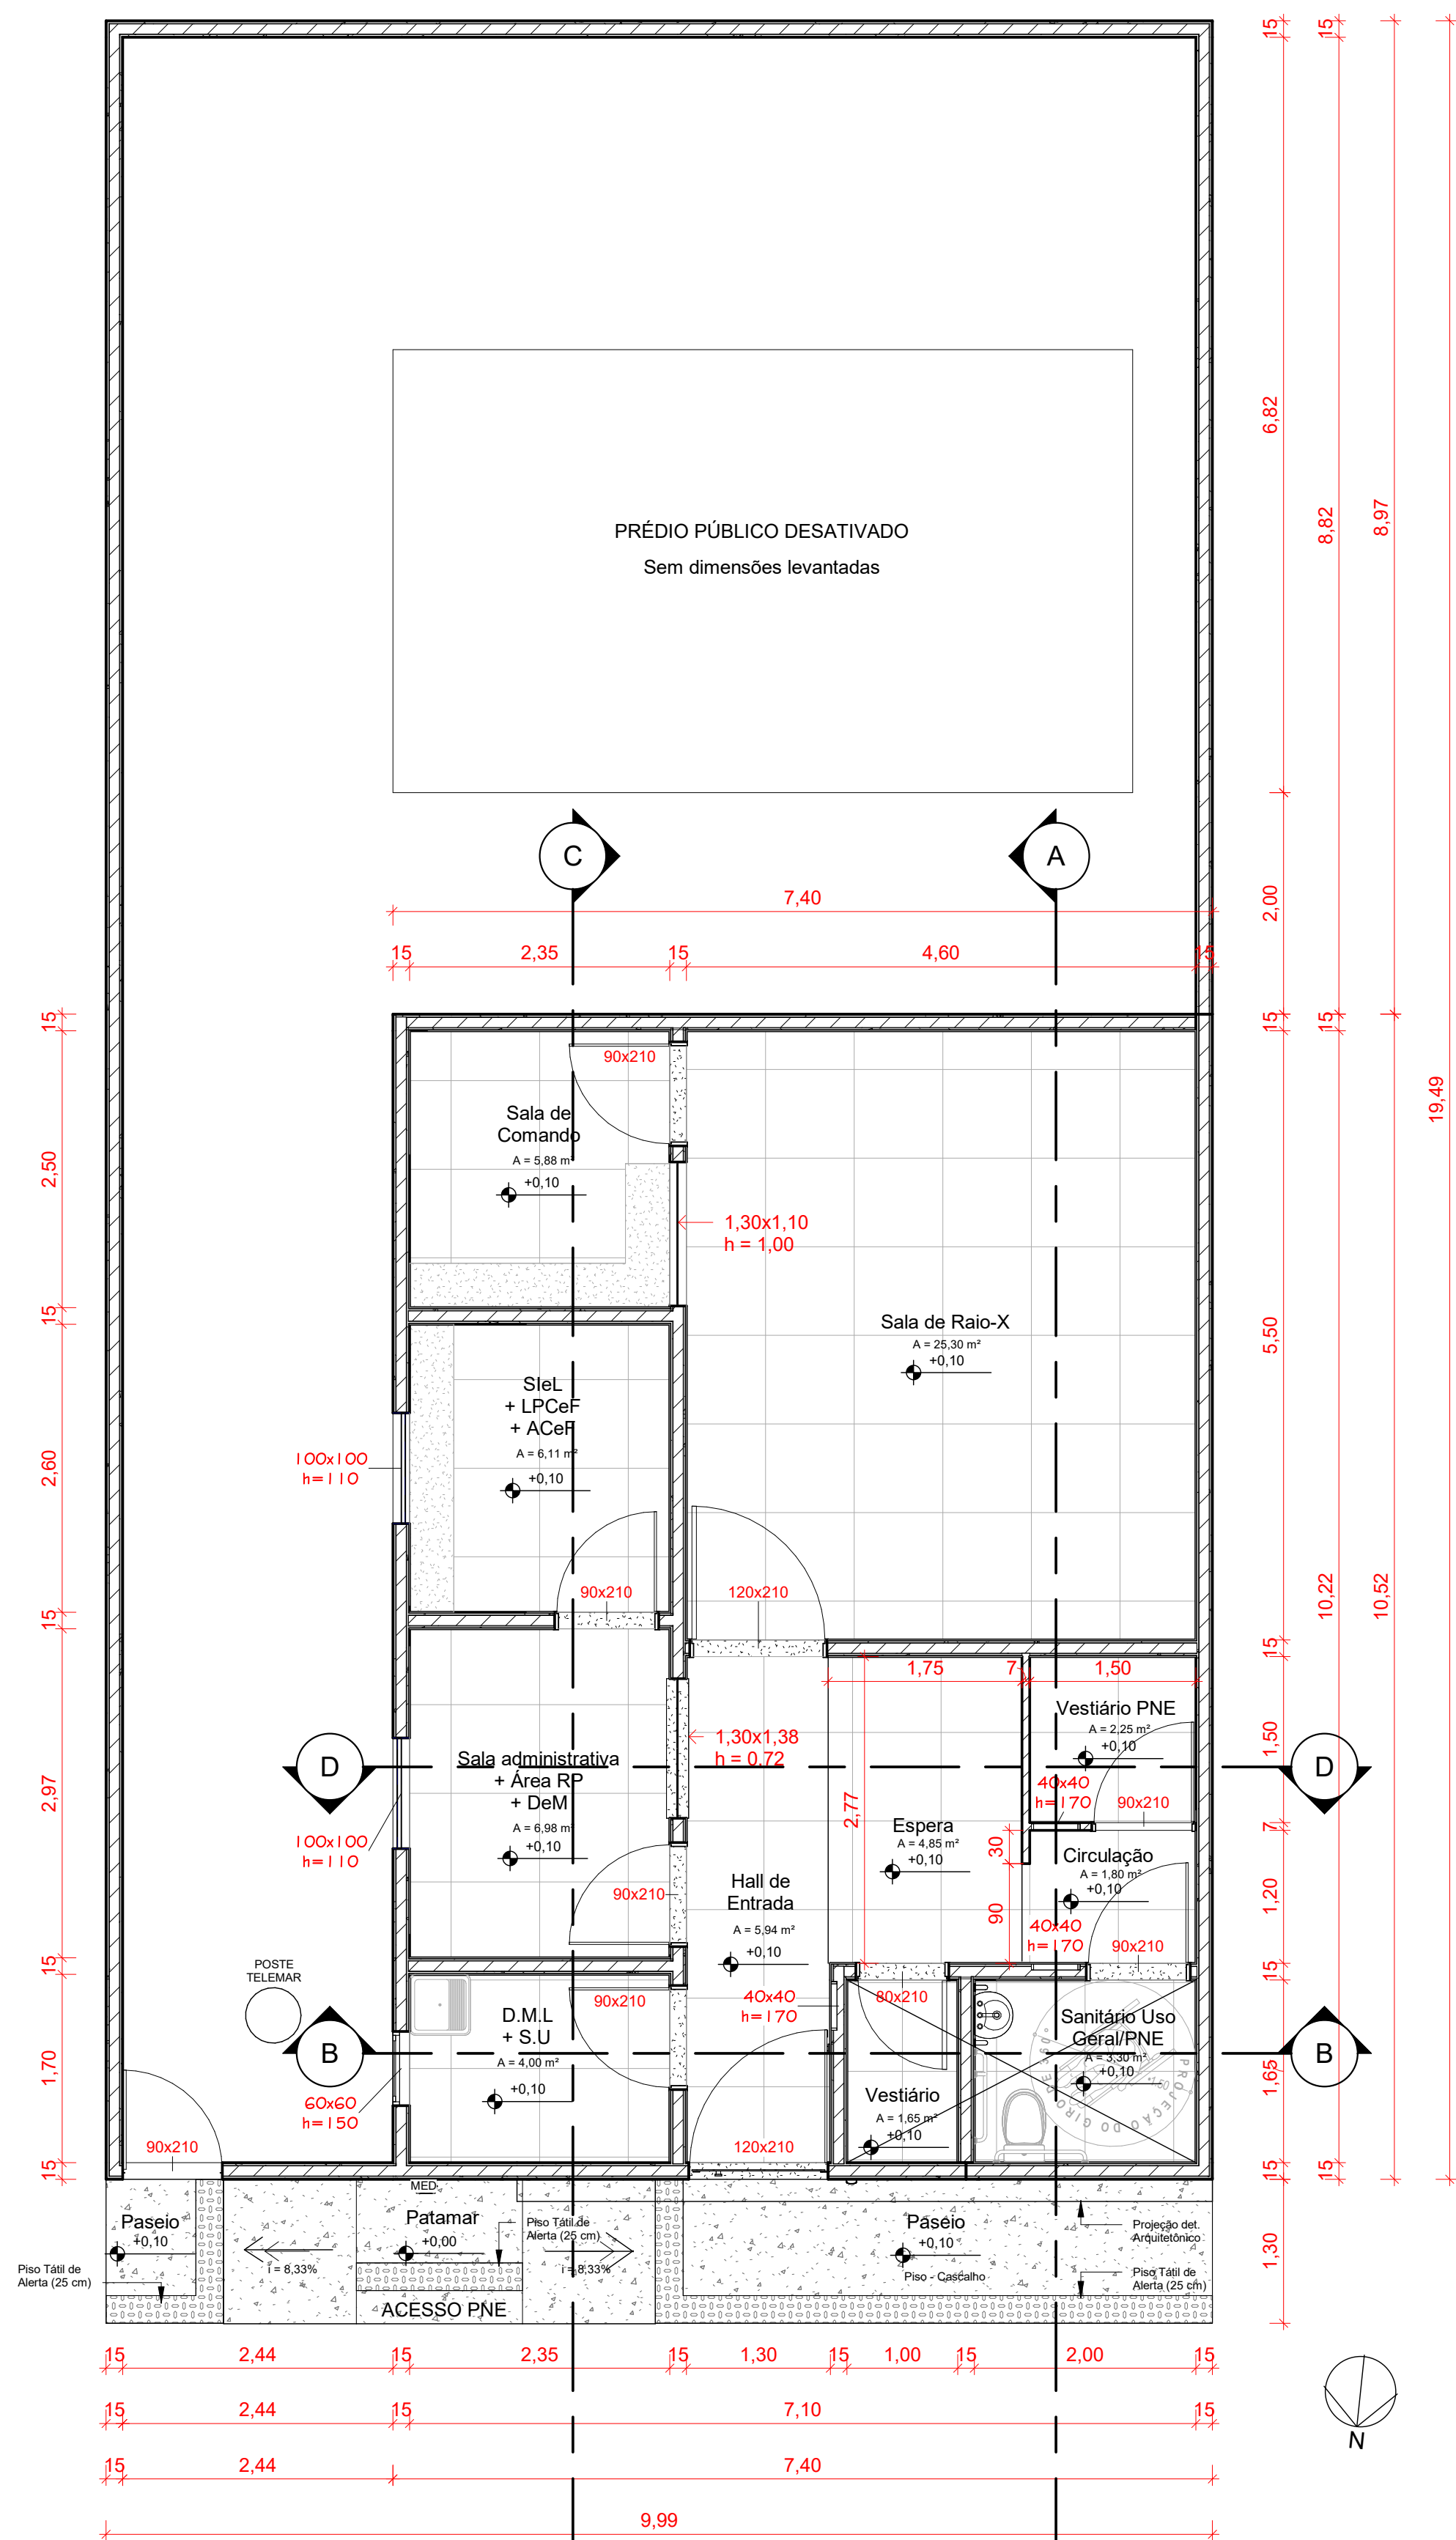 15
15
6,82
8,82
8,97
19,49
PRÉDIO PÚBLICO DESATIVADO
Sem dimensões levantadas
C
A
7,40
2,00
15
2,35
15
4,60
15
15
15
15
90x210
Sala de
Comando
A = 5,88 m²
+0,10
2,50
1,30x1,10
h = 1,00
15
Sala de Raio-X
A = 25,30 m²
+0,10
5,50
SIeL
+ LPCeF
+ ACeF
A = 6,11 m²
+0,10
100x100
h=110
2,60
90x210
120x210
10,22
10,52
15
15
1,75
7
1,50
Vestiário PNE
A = 2,25 m²
+0,10
1,50
1,30x1,38
h = 0,72
D
D
Sala administrativa
+ Área RP
+ DeM
A = 6,98 m²
+0,10
2,97
2,77
40x40
h=170
90x210
100x100
h=110
Espera
A = 4,85 m²
+0,10
30
7
Circulação
A = 1,80 m²
+0,10
Hall de
Entrada
A = 5,94 m²
+0,10
90x210
90
1,20
40x40
h=170
90x210
15
15
POSTE
TELEMAR
90x210
40x40
h=170
80x210
D.M.L
+ S.U
A = 4,00 m²
+0,10
Sanitário Uso
Geral/PNE
A = 3,30 m²
+0,10
PROJEÇÃO DO GIRO DE 360°
1,50
B
B
1,70
1,65
60x60
h=150
Vestiário
A = 1,65 m²
+0,10
90x210
120x210
15
15
15
MED.
Paseio
+0,10
Patamar
+0,00
Piso Tátil de
Alerta (25 cm)
Paseio
+0,10
Piso - Cascalho
Projeção det.
Arquitetônico
1,30
Piso Tátil de
Alerta (25 cm)
i = 8,33%
i = 8,33%
Piso Tátil de
Alerta (25 cm)
ACESSO PNE
15
2,44
15
2,35
15
1,30
15
1,00
15
2,00
15
15
2,44
15
7,10
15
N
15
2,44
7,40
9,99